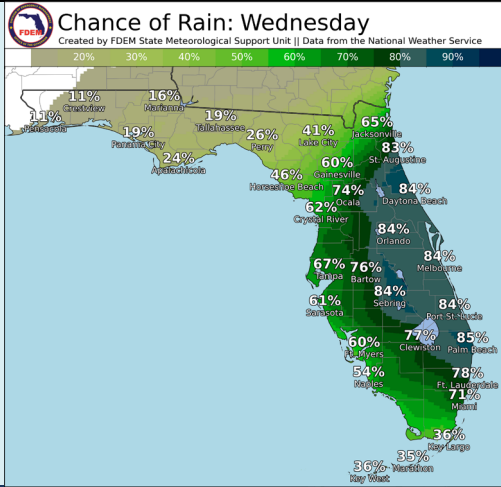 Chance of Rain: Wednesday
FDEM
Created by FDEM State Meteorological Support Unit || Data from the National Weather Service
20% 30% 40% 50% 60% 70% 80% 90%
11%
Crestview
16%
Marianna
11%
Pensacola
19%
Panama City
19%
Tallahassee
24%
Apalachicola
26%
Perry
41%
Lake City
65%
Jacksonville
83%
St. Augustine
60%
Gainesville
46%
Horseshoe Beach
74%
Ocala
84%
Daytona Beach
62%
Crystal River
84%
Orlando
84%
Melbourne
67%
Tampa
76%
Bartow
84%
Sebring
61%
Sarasota
84%
Port St. Lucie
77%
Clewiston
85%
Palm Beach
60%
Ft. Myers
54%
Naples
78%
Ft. Lauderdale
71%
Miami
36%
Key Largo
35%
Marathon
36%
Key West